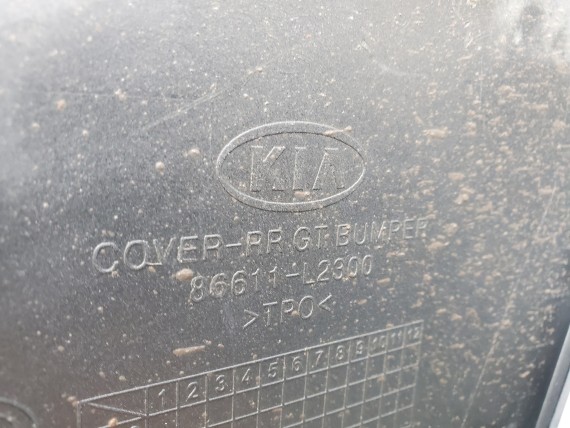 KIA
COVER-RR GT BUMPER
86611-L2300
>TPO<
1 2 3 4 5 6 7 8 9 10 11 12